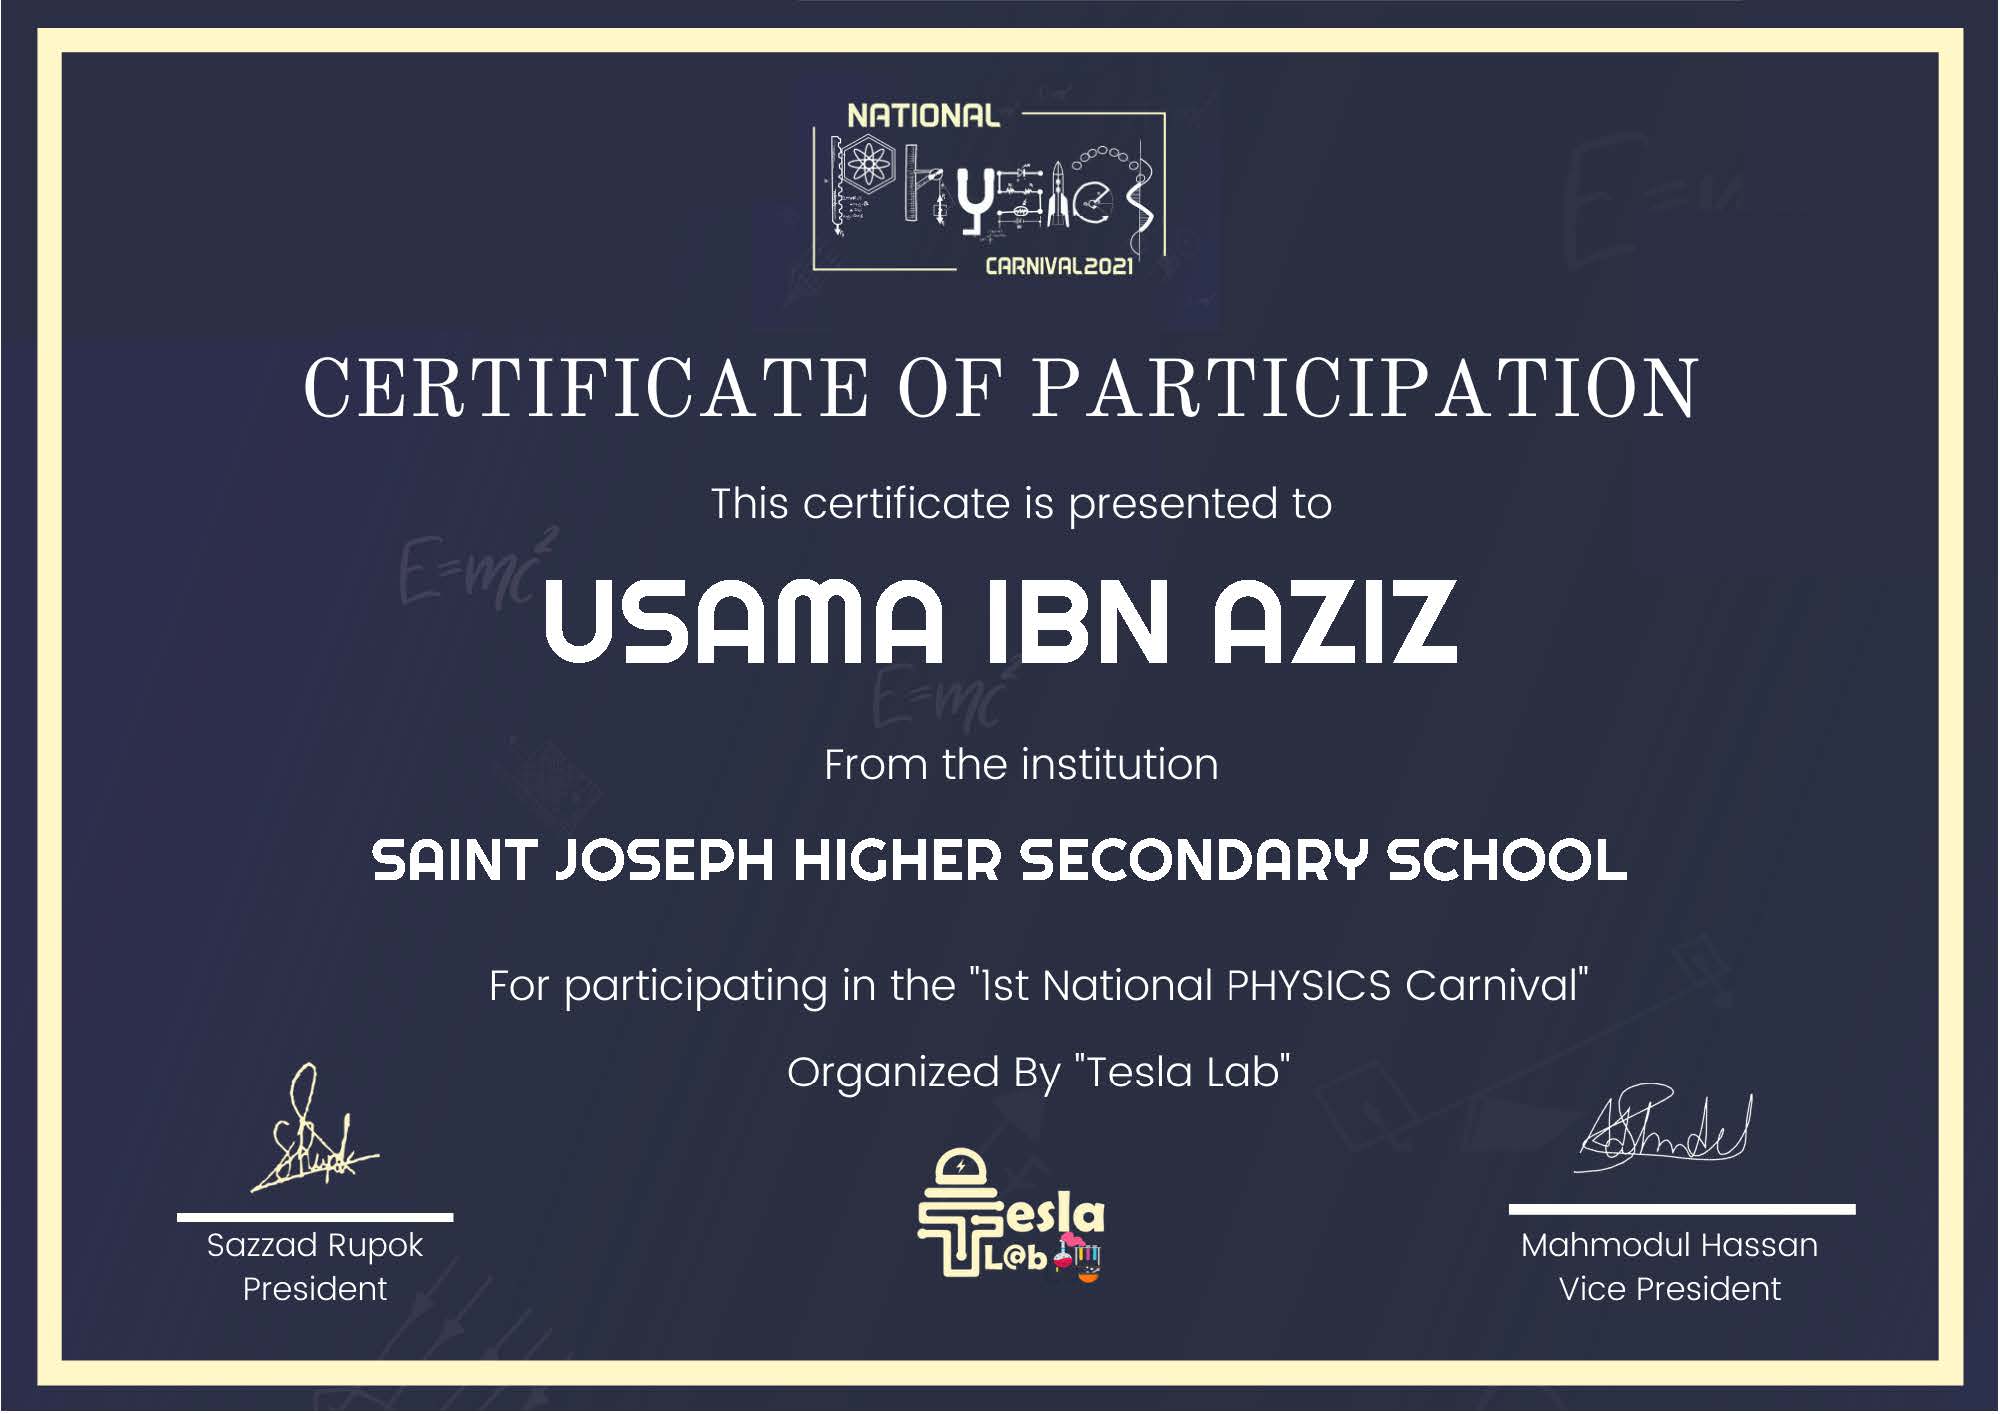 NATIONAL
Physics
CARNIVAL2021
E=m
CERTIFICATE OF PARTICIPATION
This certificate is presented to
E=mc²
USAMA IBN AZIZ
E=mc²
From the institution
SAINT JOSEPH HIGHER SECONDARY SCHOOL
For participating in the "1st National PHYSICS Carnival"
Organized By "Tesla Lab"
Tesla
L@b
Sazzad Rupok
President
Mahmodul Hassan
Vice President